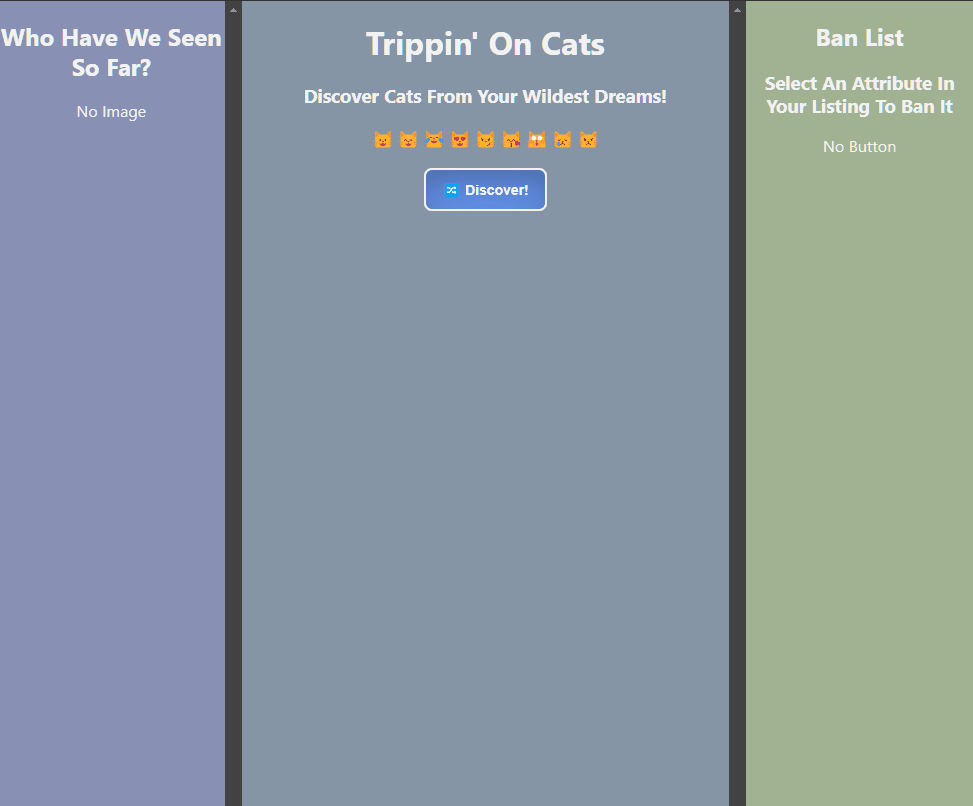 Who Have We Seen
So Far?
No Image
Trippin' On Cats
Discover Cats From Your Wildest Dreams!
😺 😸 😹 😻 😼 😽 🙀 😿 😾
🔀 Discover!
Ban List
Select An Attribute In
Your Listing To Ban It
No Button